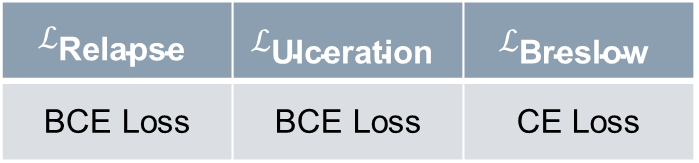 ℒRelapse ℒUlceration ℒBreslow
BCE Loss BCE Loss CE Loss